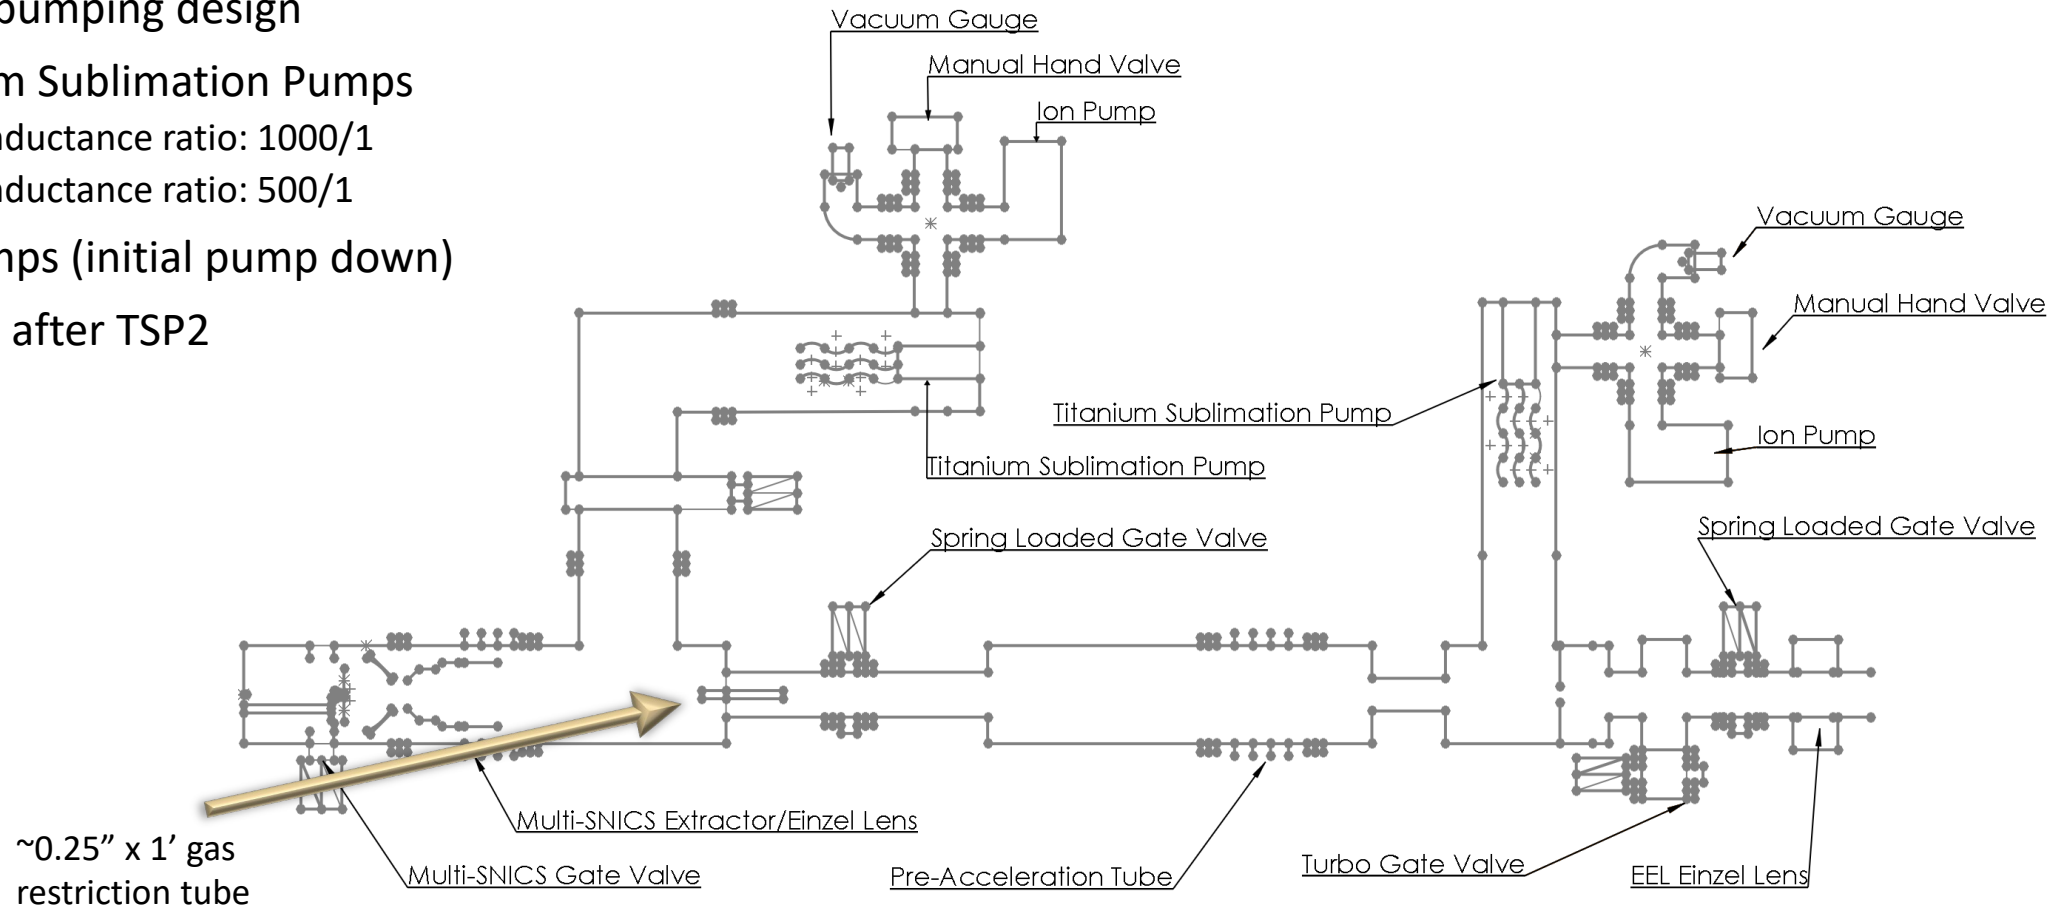 pumping design
m Sublimation Pumps
nductance ratio: 1000/1
nductance ratio: 500/1
mps (initial pump down)
after TSP2
Vacuum Gauge
Manual Hand Valve
Ion Pump
Vacuum Gauge
Manual Hand Valve
Titanium Sublimation Pump
Ion Pump
Titanium Sublimation Pump
Spring Loaded Gate Valve
Spring Loaded Gate Valve
Multi-SNICS Extractor/Einzel Lens
~0.25” x 1’ gas
restriction tube
Multi-SNICS Gate Valve
Pre-Acceleration Tube
Turbo Gate Valve
EEL Einzel Lens